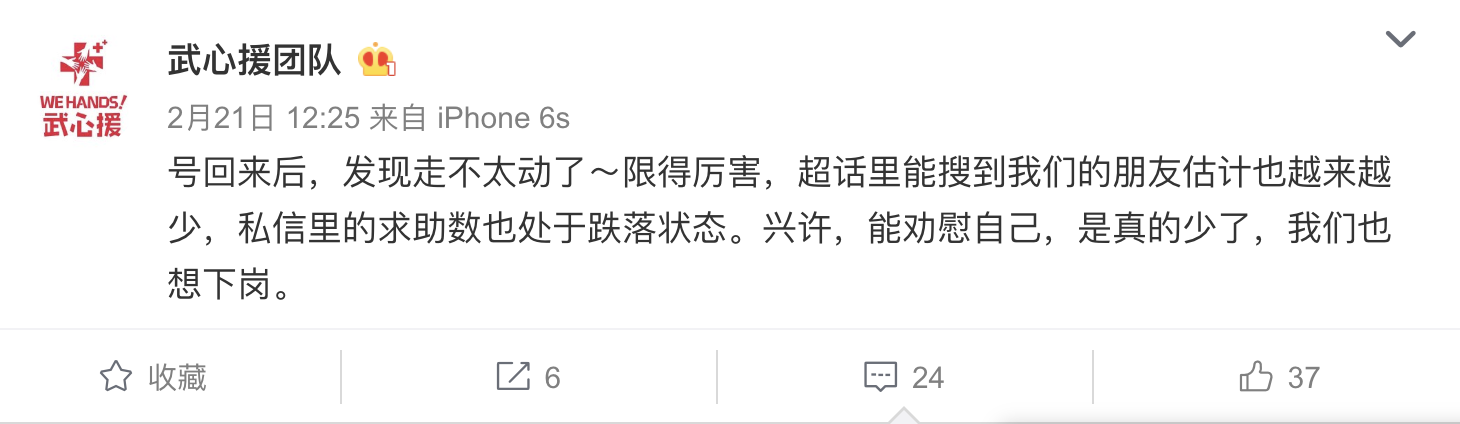 WE HANDS!
武心援
武心援团队
1
2月21日 12:25 来自 iPhone 6s
号回来后，发现走不太动了～限得厉害，超话里能搜到我们的朋友估计也越来越
少，私信里的求助数也处于跌落状态。兴许，能劝慰自己，是真的少了，我们也
想下岗。
收藏
6
24
37